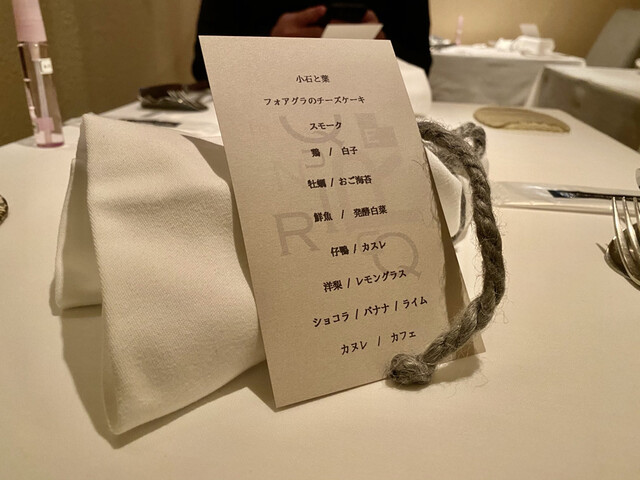 小石と葉
フォアグラのチーズケーキ
スモーク
鶏 / 白子
牡蠣 / おご海苔
鮮魚 / 発酵白菜
仔鴨 / カスレ
洋梨 / レモングラス
ショコラ / バナナ / ライム
カヌレ / カフェ